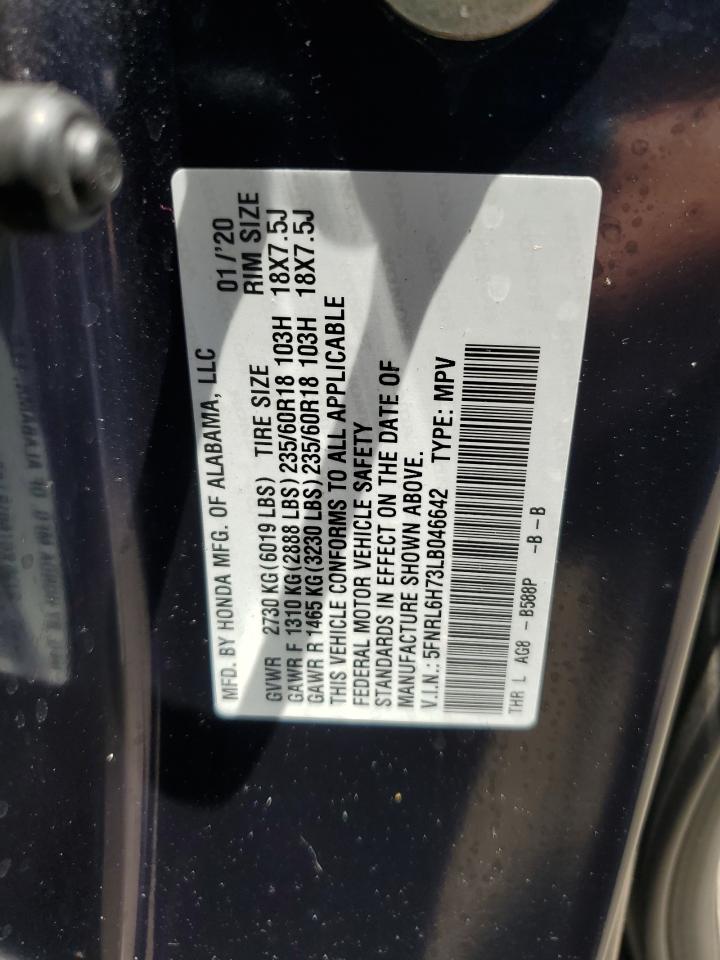 MFD. BY HONDA MFG. OF ALABAMA, LLC 01/'20
GVWR 2730 KG(6019 LBS) TIRE SIZE RIM SIZE
GAWR F 1310 KG(2888 LBS)235/60R18 103H 18X7.5J
GAWR R 1465 KG(3230 LBS)235/60R18 103H 18X7.5J
THIS VEHICLE CONFORMS TO ALL APPLICABLE
FEDERAL MOTOR VEHICLE SAFETY
STANDARDS IN EFFECT ON THE DATE OF
MANUFACTURE SHOWN ABOVE.
V.I.N.: 5FNRL6H73LB046642 TYPE: MPV
THR L AG8 - B588P -B -B